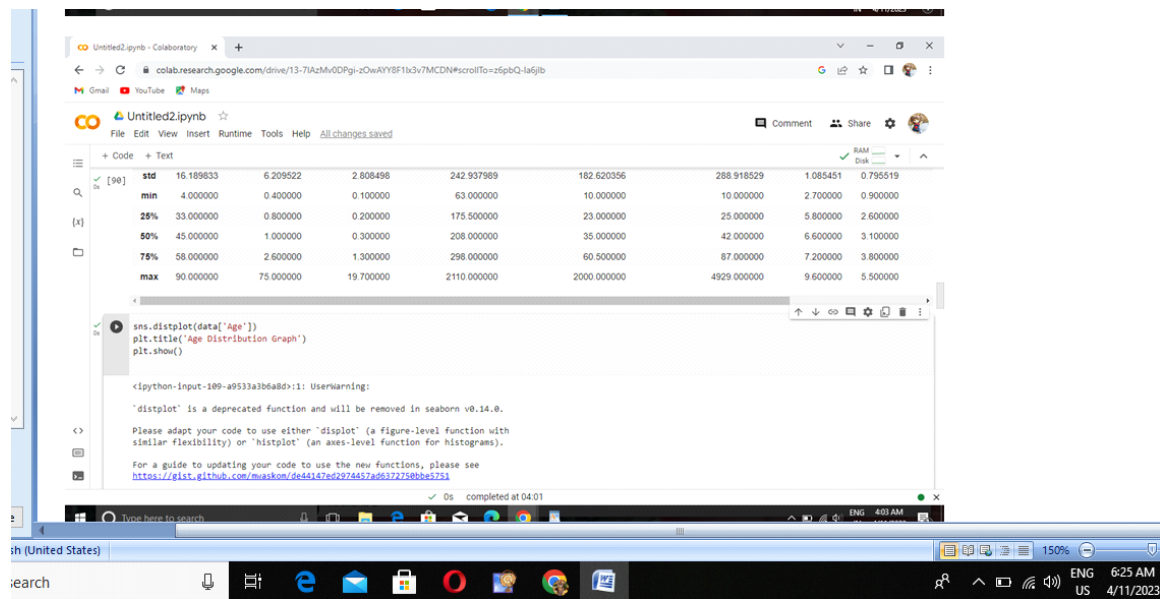 Untitled2.ipynb - Colaboratory
colab.research.google.com/drive/13-7IAzMv0DPgi-zOwAYY8F1Ix3v7MCDN#scrollTo=z6pbQ-Ia6jIb
Gmail YouTube Maps
CO Untitled2.ipynb
Comment Share
File Edit View Insert Runtime Tools Help All changes saved
+ Code + Text
RAM
Disk
0s [90] std 16.189833 6.209522 2.808498 242.937989 182.620356 288.918529 1.085451 0.795519
min 4.000000 0.400000 0.100000 63.000000 10.000000 10.000000 2.700000 0.900000
{x} 25% 33.000000 0.800000 0.200000 175.500000 23.000000 25.000000 5.800000 2.600000
50% 45.000000 1.000000 0.300000 208.000000 35.000000 42.000000 6.600000 3.100000
75% 58.000000 2.600000 1.300000 298.000000 60.500000 87.000000 7.200000 3.800000
max 90.000000 75.000000 19.700000 2110.000000 2000.000000 4929.000000 9.600000 5.500000
0s sns.distplot(data['Age'])
plt.title('Age Distribution Graph')
plt.show()
<ipython-input-109-a9533a3b6a8d>:1: UserWarning:
`distplot` is a deprecated function and will be removed in seaborn v0.14.0.
Please adapt your code to use either `displot` (a figure-level function with
similar flexibility) or `histplot` (an axes-level function for histograms).
For a guide to updating your code to use the new functions, please see
https://gist.github.com/mwaskom/de44147ed2974457ad6372750bbe5751
0s completed at 04:01
Type here to search
ENG 4:03 AM
sh (United States)
150%
search
ENG 6:25 AM
US 4/11/2023